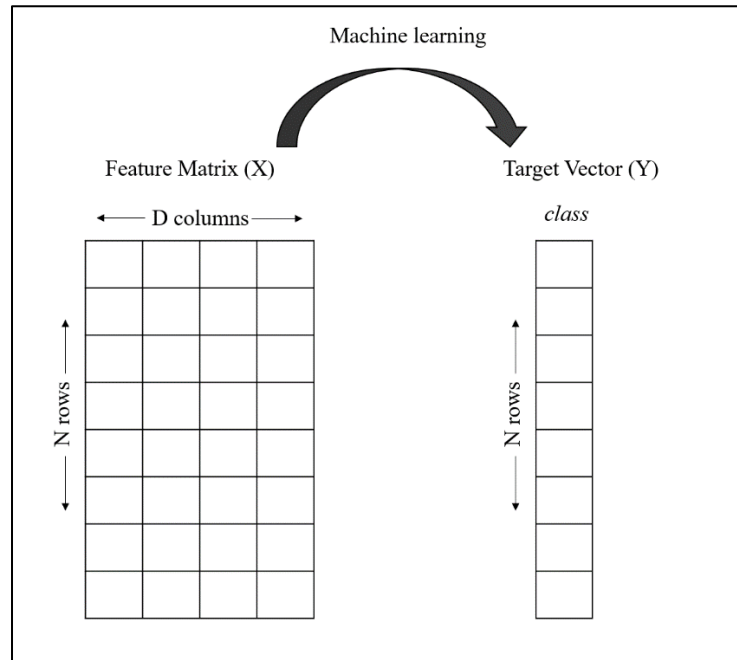 Machine learning
Feature Matrix (X)
Target Vector (Y)
D columns
class
N rows
N rows